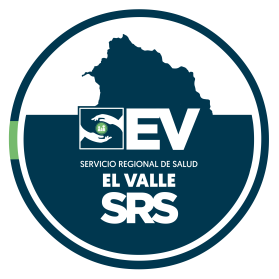 SEV
SERVICIO REGIONAL DE SALUD
EL VALLE
SRS